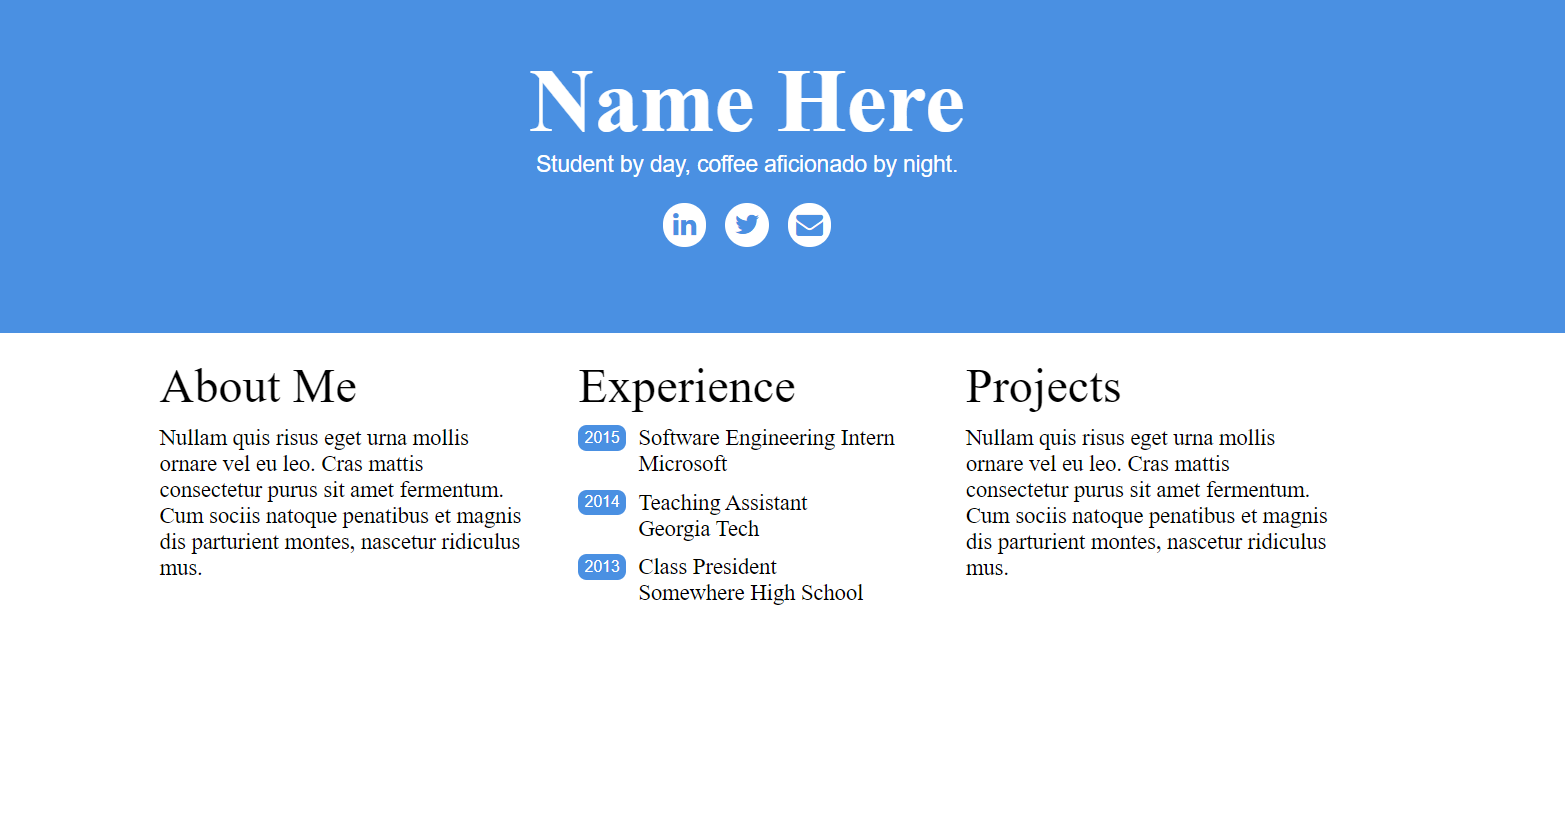 Name Here
Student by day, coffee aficionado by night.
in
About Me
Nullam quis risus eget urna mollis
ornare vel eu leo. Cras mattis
consectetur purus sit amet fermentum.
Cum sociis natoque penatibus et magnis
dis parturient montes, nascetur ridiculus
mus.
Experience
2015 Software Engineering Intern
Microsoft
2014 Teaching Assistant
Georgia Tech
2013 Class President
Somewhere High School
Projects
Nullam quis risus eget urna mollis
ornare vel eu leo. Cras mattis
consectetur purus sit amet fermentum.
Cum sociis natoque penatibus et magnis
dis parturient montes, nascetur ridiculus
mus.